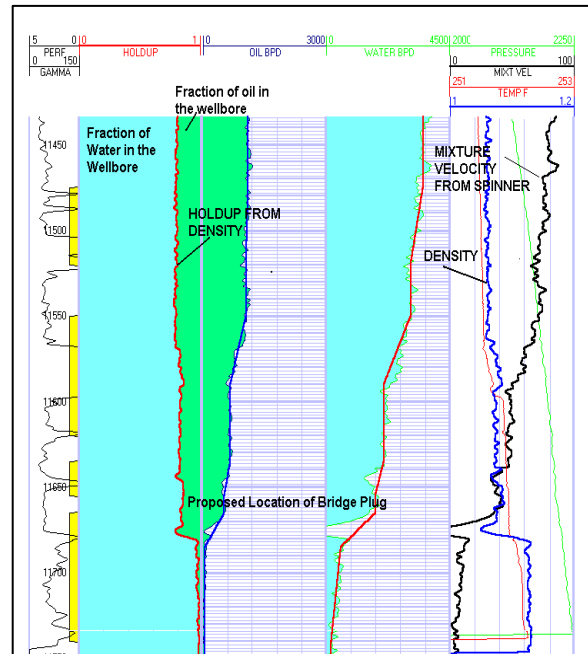 5 0 0 1 0 3000 0 4500 2000 2250
PERF. HOLDUP OIL BPD WATER BPD PRESSURE
0 150 0 100
GAMMA MIXT VEL
251 253
TEMP F
1 1.2
Fraction of oil in
the wellbore
Fraction of
Water in the
Wellbore
MIXTURE
VELOCITY
FROM SPINNER
HOLDUP FROM
DENSITY
DENSITY
Proposed Location of Bridge Plug
11450
11500
11550
11600
11650
11700